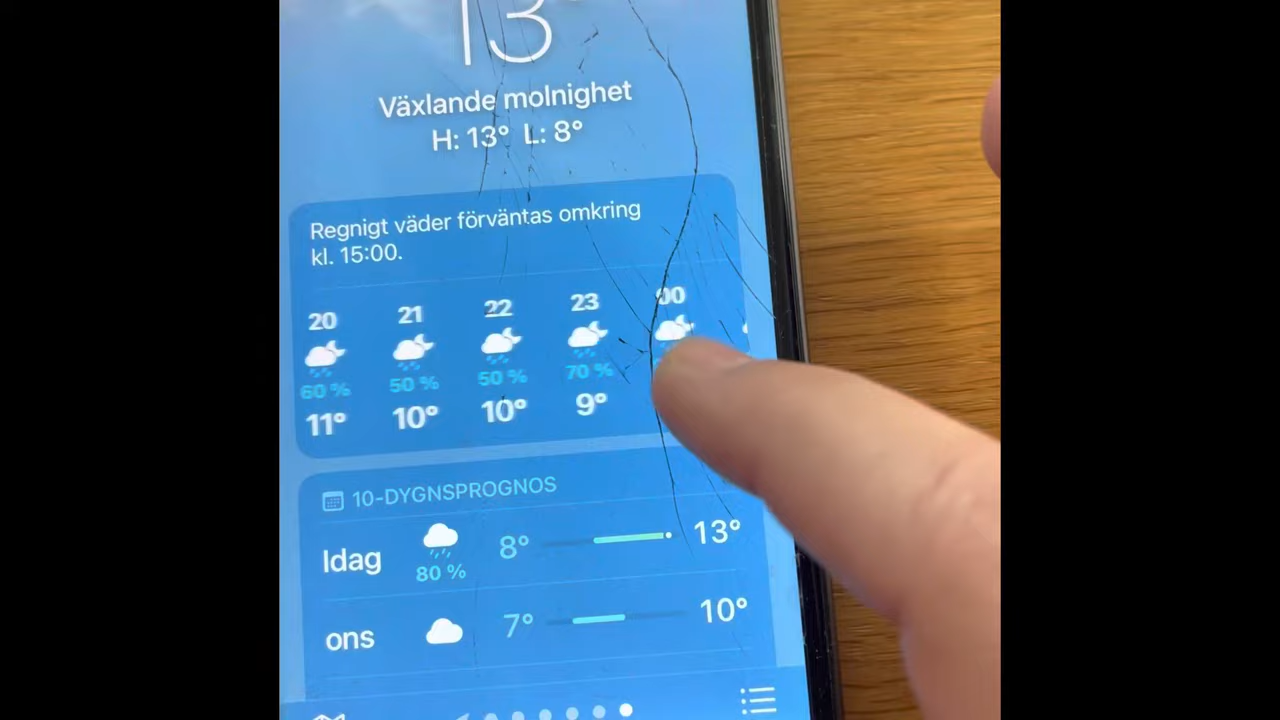 13°
Växlande molnighet
H: 13° L: 8°
Regnigt väder förväntas omkring
kl. 15:00.
20 21 22 23 00
60 % 50 % 50 % 70 %
11° 10° 10° 9°
10-DYGNSPROGNOS
Idag 8° 13°
80 %
ons 7° 10°